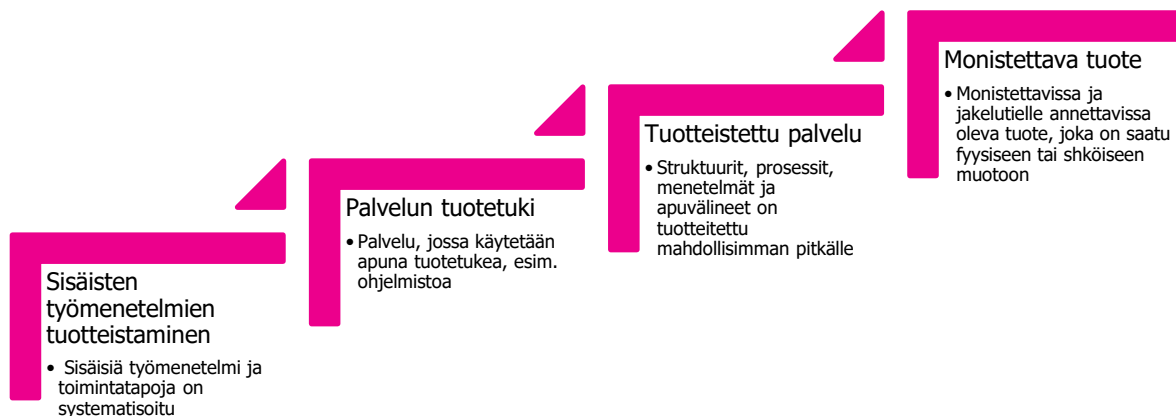 Sisäisten
työmenetelmien
tuotteistaminen
• Sisäisiä työmenetelmi ja
toimintatapoja on
systematisoitu
Palvelun tuotetuki
• Palvelu, jossa käytetään
apuna tuotetukea, esim.
ohjelmistoa
Tuotteistettu palvelu
• Struktuurit, prosessit,
menetelmät ja
apuvälineet on
tuotteitettu
mahdollisimman pitkälle
Monistettava tuote
• Monistettavissa ja
jakelutielle annettavissa
oleva tuote, joka on saatu
fyysiseen tai shköiseen
muotoon